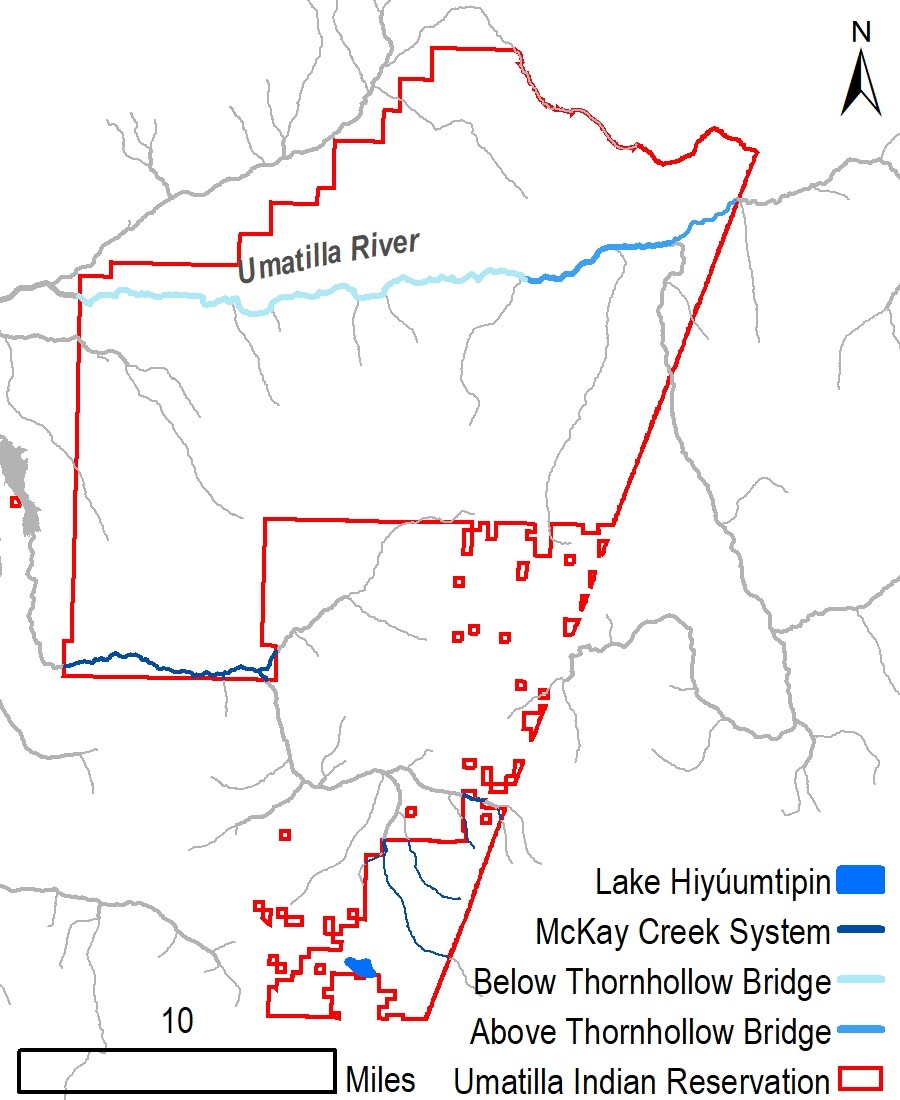 N
Umatilla River
Lake Hiyúumtipin
McKay Creek System
Below Thornhollow Bridge
10
Above Thornhollow Bridge
Miles
Umatilla Indian Reservation